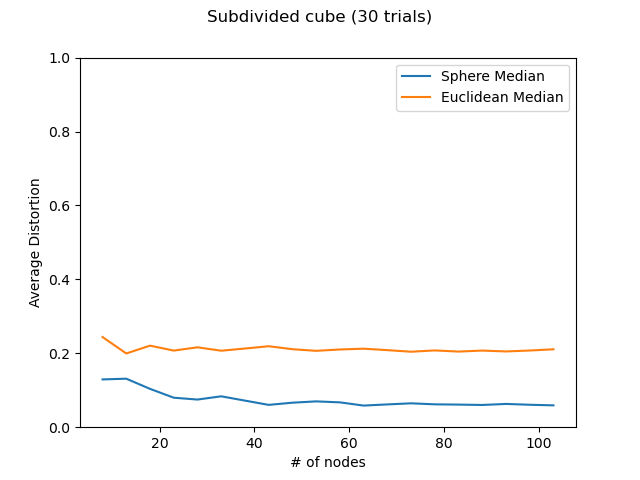 Subdivided cube (30 trials)
Sphere Median
Euclidean Median
Average Distortion
1.0
0.8
0.6
0.4
0.2
0.0
20 40 60 80 100
# of nodes